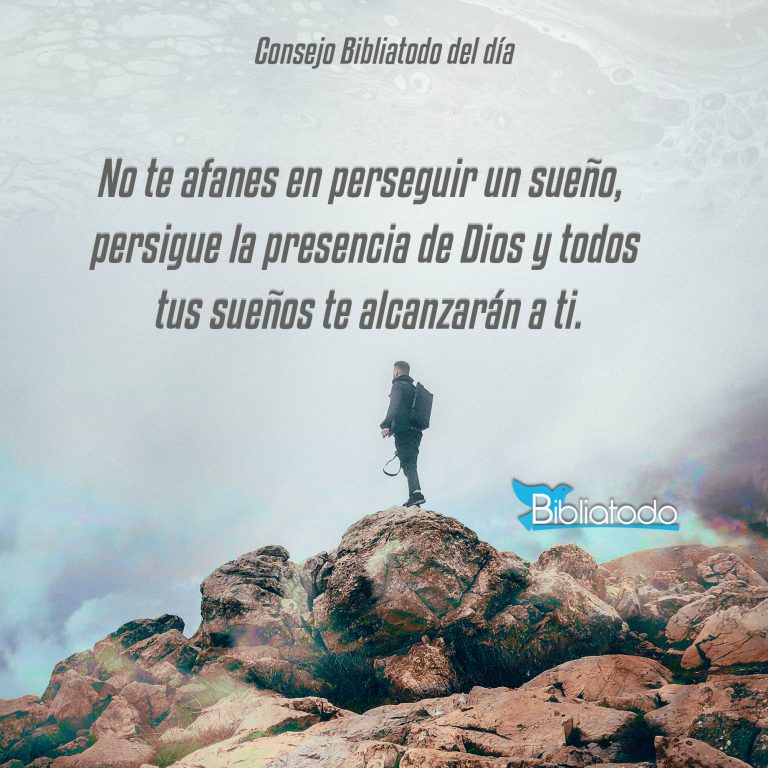 Consejo Bibliatodo del día
No te afanes en perseguir un sueño,
persigue la presencia de Dios y todos
tus sueños te alcanzarán a ti.
Bibliatodo